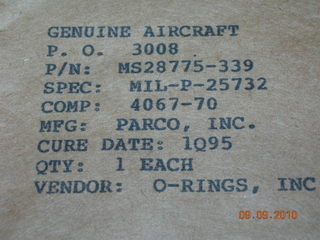 GENUINE AIRCRAFT
P. O. 3008
P/N: MS28775-339
SPEC: MIL-P-25732
COMP: 4067-70
MFG: PARCO, INC.
CURE DATE: 1Q95
QTY: 1 EACH
VENDOR: O-RINGS, INC
09.09.2010